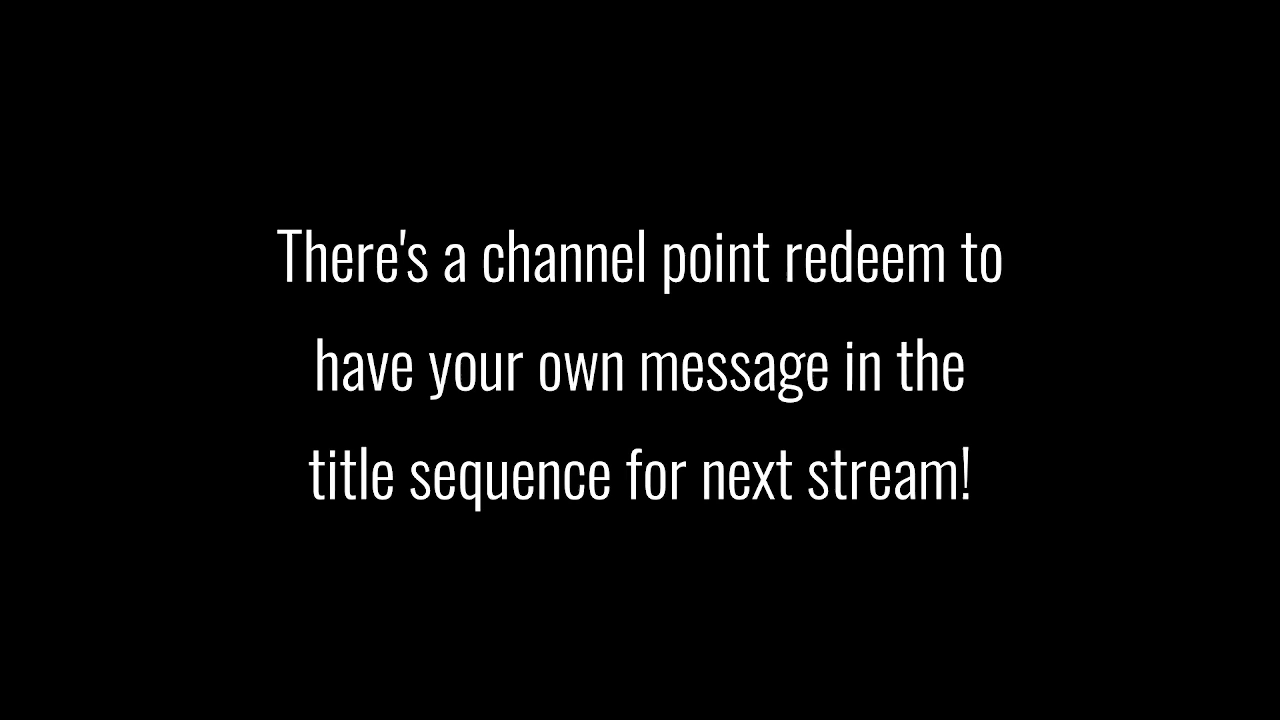 There's a channel point redeem to
have your own message in the
title sequence for next stream!